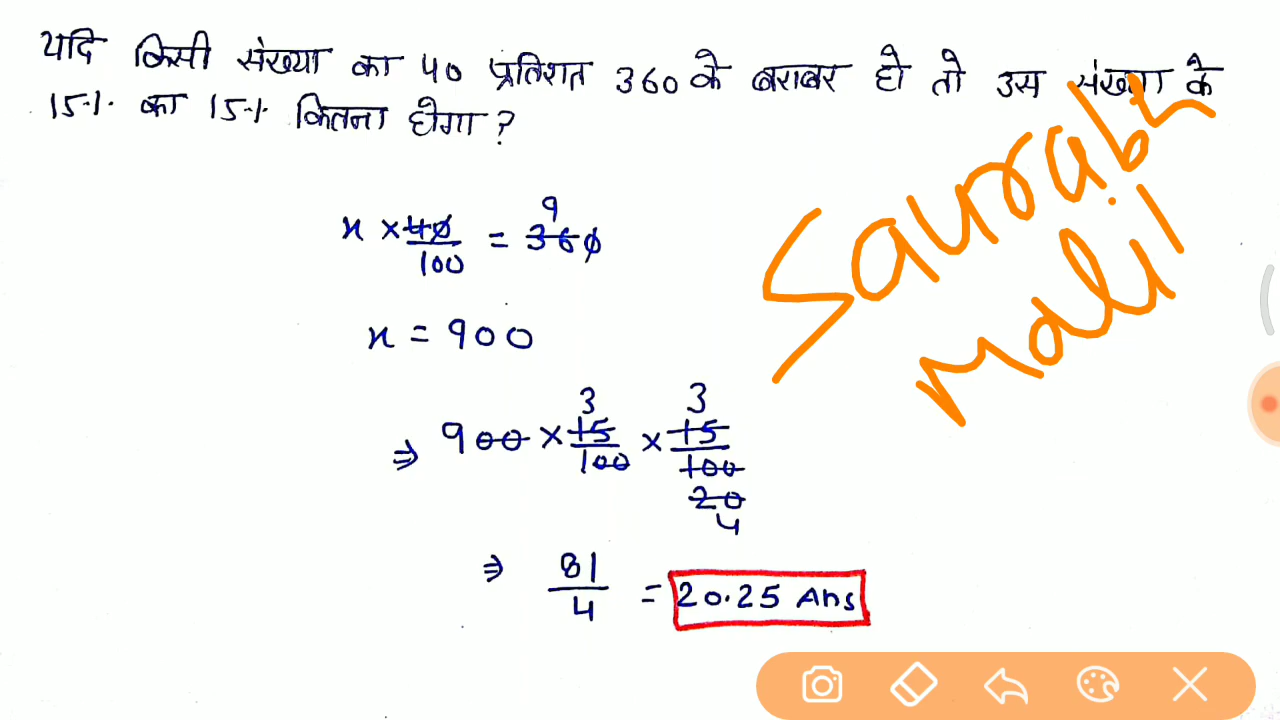 यदि किसी संख्या का 40 प्रतिशत 360 के बराबर हो तो उस संख्या के
15% का 15% कितना होगा ?
9
x × 40/100 = 360
x = 900
3 3
⇒ 900 × 15/100 × 15/100
20
4
⇒ 81/4 = 20.25 Ans
Saurabh
mali